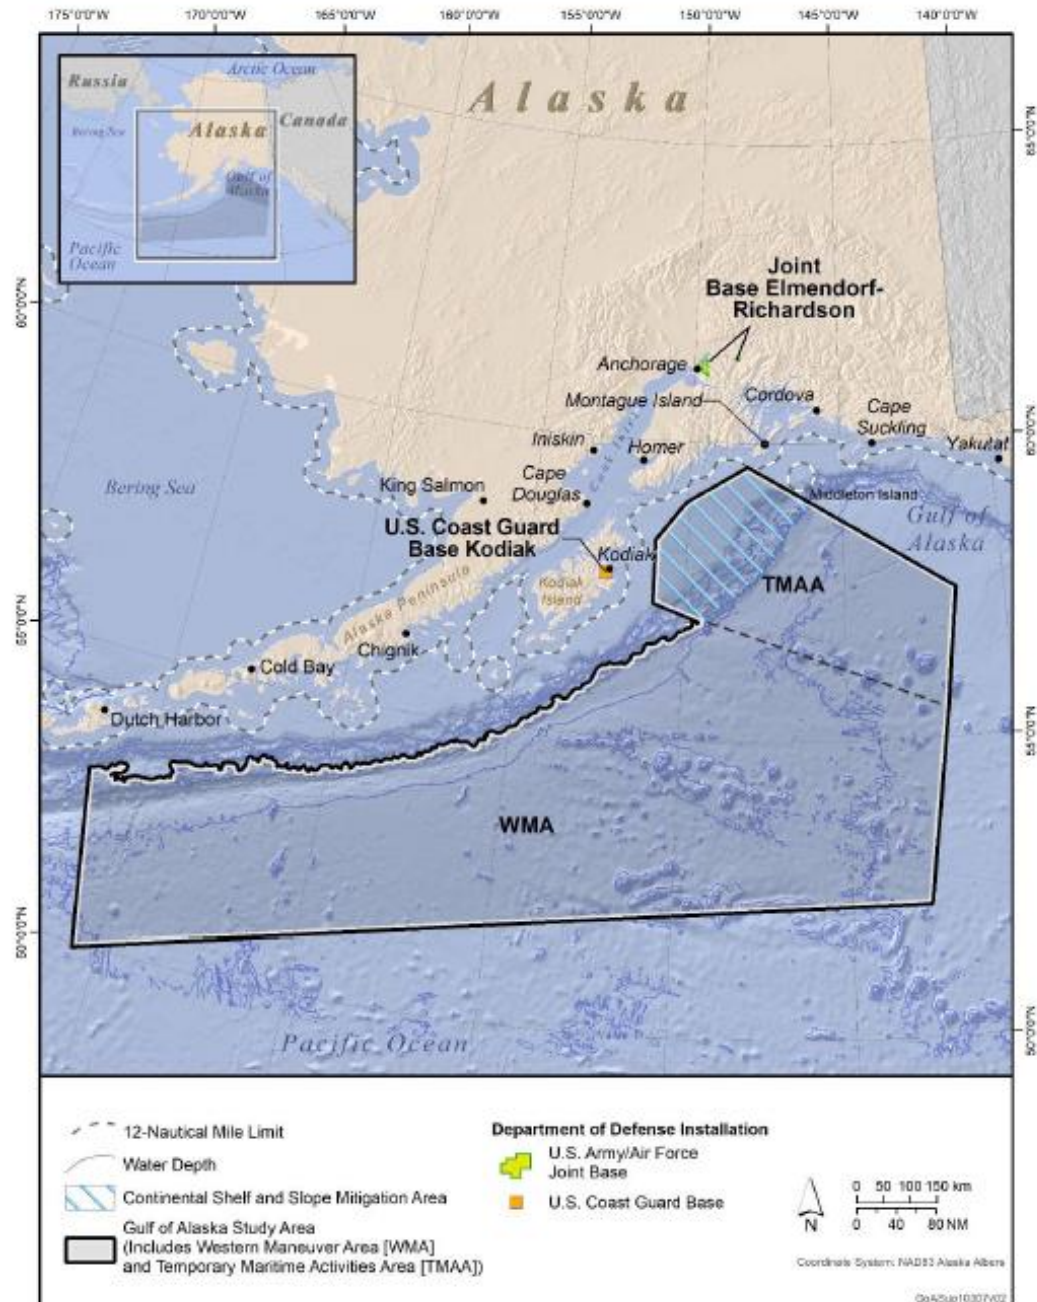 175°0'0"W
170°0'0"W
165°0'0"W
160°0'0"W
155°0'0"W
150°0'0"W
145°0'0"W
140°0'0"W
Russia
Arctic Ocean
Bering Sea
Alaska
Canada
Gulf of
Alaska
Pacific
Ocean
Alaska
65°0'0"N
60°0'0"N
60°0'0"N
55°0'0"N
55°0'0"N
50°0'0"N
50°0'0"N
Joint
Base Elmendorf-
Richardson
Anchorage
Montague Island
Cordova
Cape
Suckling
Yakutat
Iniskin
Homer
Cook Inlet
Cape
Douglas
King Salmon
Bering Sea
U.S. Coast Guard
Base Kodiak
Kodiak
Kodiak
Island
Middleton Island
Gulf of
Alaska
TMAA
Alaska Peninsula
Chignik
Cold Bay
Dutch Harbor
WMA
Pacific Ocean
12-Nautical Mile Limit
Water Depth
Continental Shelf and Slope Mitigation Area
Gulf of Alaska Study Area
(Includes Western Maneuver Area [WMA]
and Temporary Maritime Activities Area [TMAA])
Department of Defense Installation
U.S. Army/Air Force
Joint Base
U.S. Coast Guard Base
N
0 50 100 150 km
0 40 80 NM
Coordinate System: NAD83 Alaska Albers
GoASup10307V02